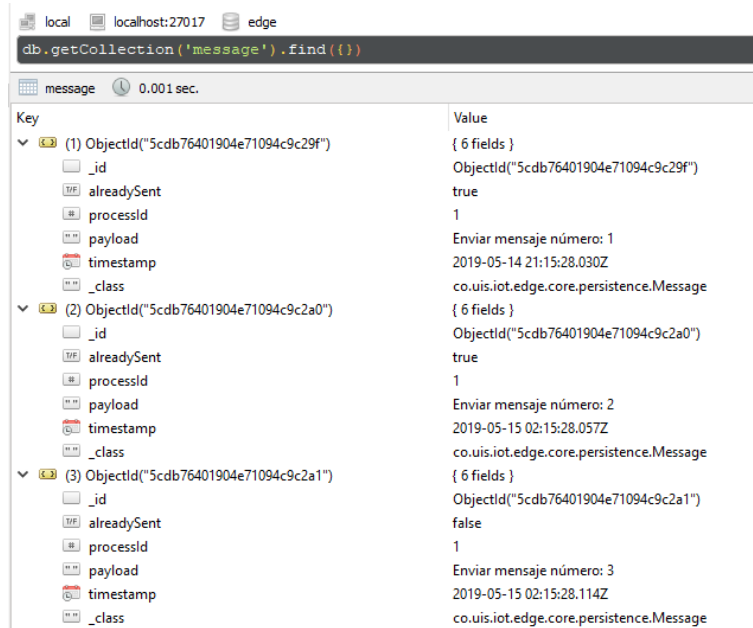 local localhost:27017 edge
db.getCollection('message').find({})
message 0.001 sec.
Key Value
(1) ObjectId("5cdb76401904e71094c9c29f") { 6 fields }
_id ObjectId("5cdb76401904e71094c9c29f")
T/F alreadySent true
# processId 1
"" payload Enviar mensaje número: 1
timestamp 2019-05-14 21:15:28.030Z
"" _class co.uis.iot.edge.core.persistence.Message
(2) ObjectId("5cdb76401904e71094c9c2a0") { 6 fields }
_id ObjectId("5cdb76401904e71094c9c2a0")
T/F alreadySent true
# processId 1
"" payload Enviar mensaje número: 2
timestamp 2019-05-15 02:15:28.057Z
"" _class co.uis.iot.edge.core.persistence.Message
(3) ObjectId("5cdb76401904e71094c9c2a1") { 6 fields }
_id ObjectId("5cdb76401904e71094c9c2a1")
T/F alreadySent false
# processId 1
"" payload Enviar mensaje número: 3
timestamp 2019-05-15 02:15:28.114Z
"" _class co.uis.iot.edge.core.persistence.Message